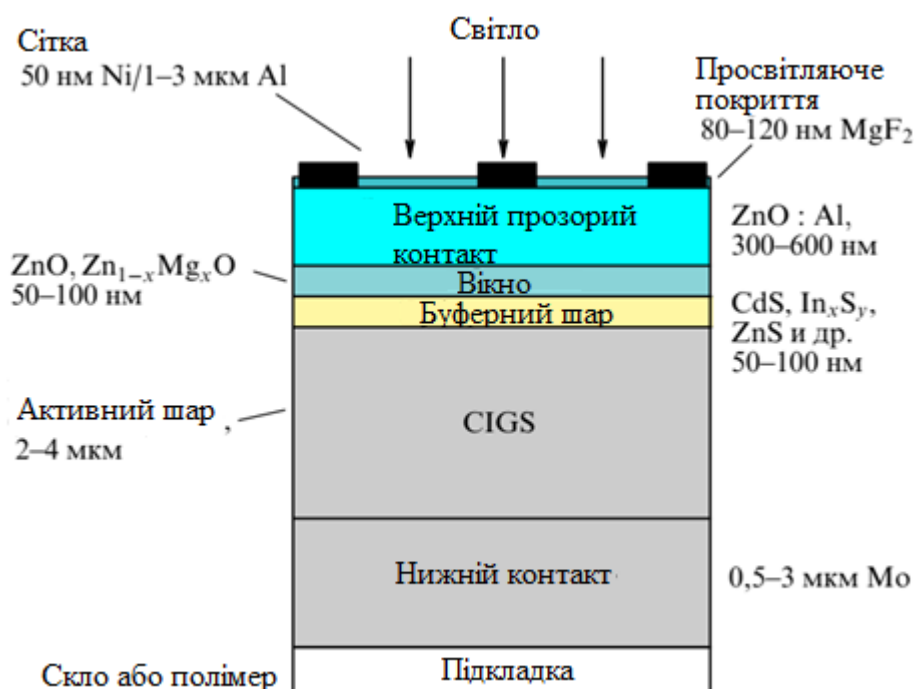 Сітка
50 нм Ni/1–3 мкм Al
Світло
Просвітляюче
покриття
80–120 нм MgF₂
Верхній прозорий
контакт
ZnO : Al,
300–600 нм
ZnO, Zn₁₋ₓMgₓO
50–100 нм
Вікно
Буферний шар
CdS, InₓSᵧ,
ZnS и др.
50–100 нм
Активний шар ,
2–4 мкм
CIGS
Нижній контакт
0,5–3 мкм Mo
Скло або полімер
Підкладка